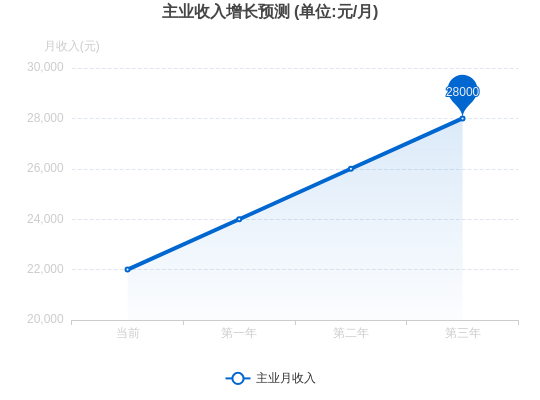 主业收入增长预测 (单位:元/月)
月收入(元)
30,000
28000
28,000
26,000
24,000
22,000
20,000
当前 第一年 第二年 第三年
主业月收入